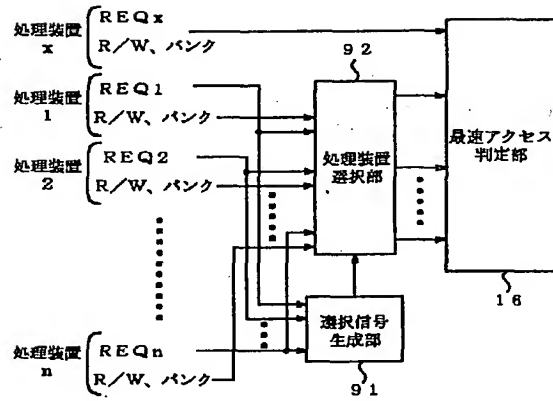 処理装置
x
REQx
R/W、バンク
処理装置
1
REQ1
R/W、バンク
処理装置
2
REQ2
R/W、バンク
処理装置
n
REQn
R/W、バンク
92
処理装置
選択部
選択信号
生成部
91
最速アクセス
判定部
16